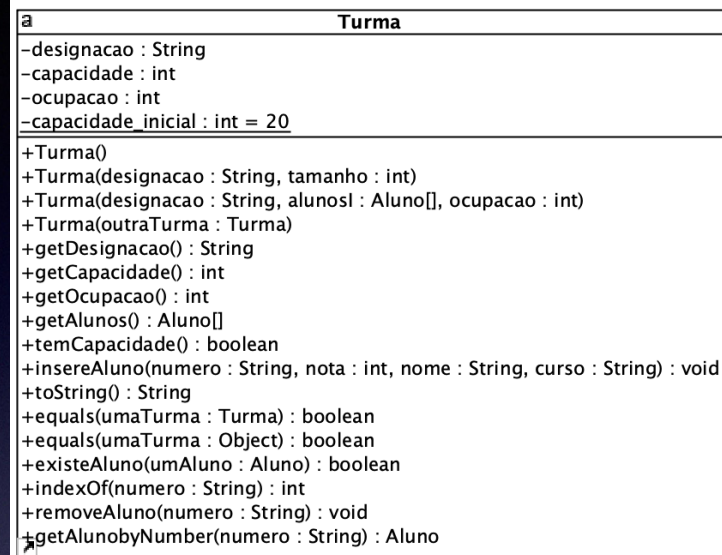 a Turma
-designacao : String
-capacidade : int
-ocupacao : int
-capacidade_inicial : int = 20
+Turma()
+Turma(designacao : String, tamanho : int)
+Turma(designacao : String, alunosI : Aluno[], ocupacao : int)
+Turma(outraTurma : Turma)
+getDesignacao() : String
+getCapacidade() : int
+getOcupacao() : int
+getAlunos() : Aluno[]
+temCapacidade() : boolean
+insereAluno(numero : String, nota : int, nome : String, curso : String) : void
+toString() : String
+equals(umaTurma : Turma) : boolean
+equals(umaTurma : Object) : boolean
+existeAluno(umAluno : Aluno) : boolean
+indexOf(numero : String) : int
+removeAluno(numero : String) : void
+getAlunobyNumber(numero : String) : Aluno